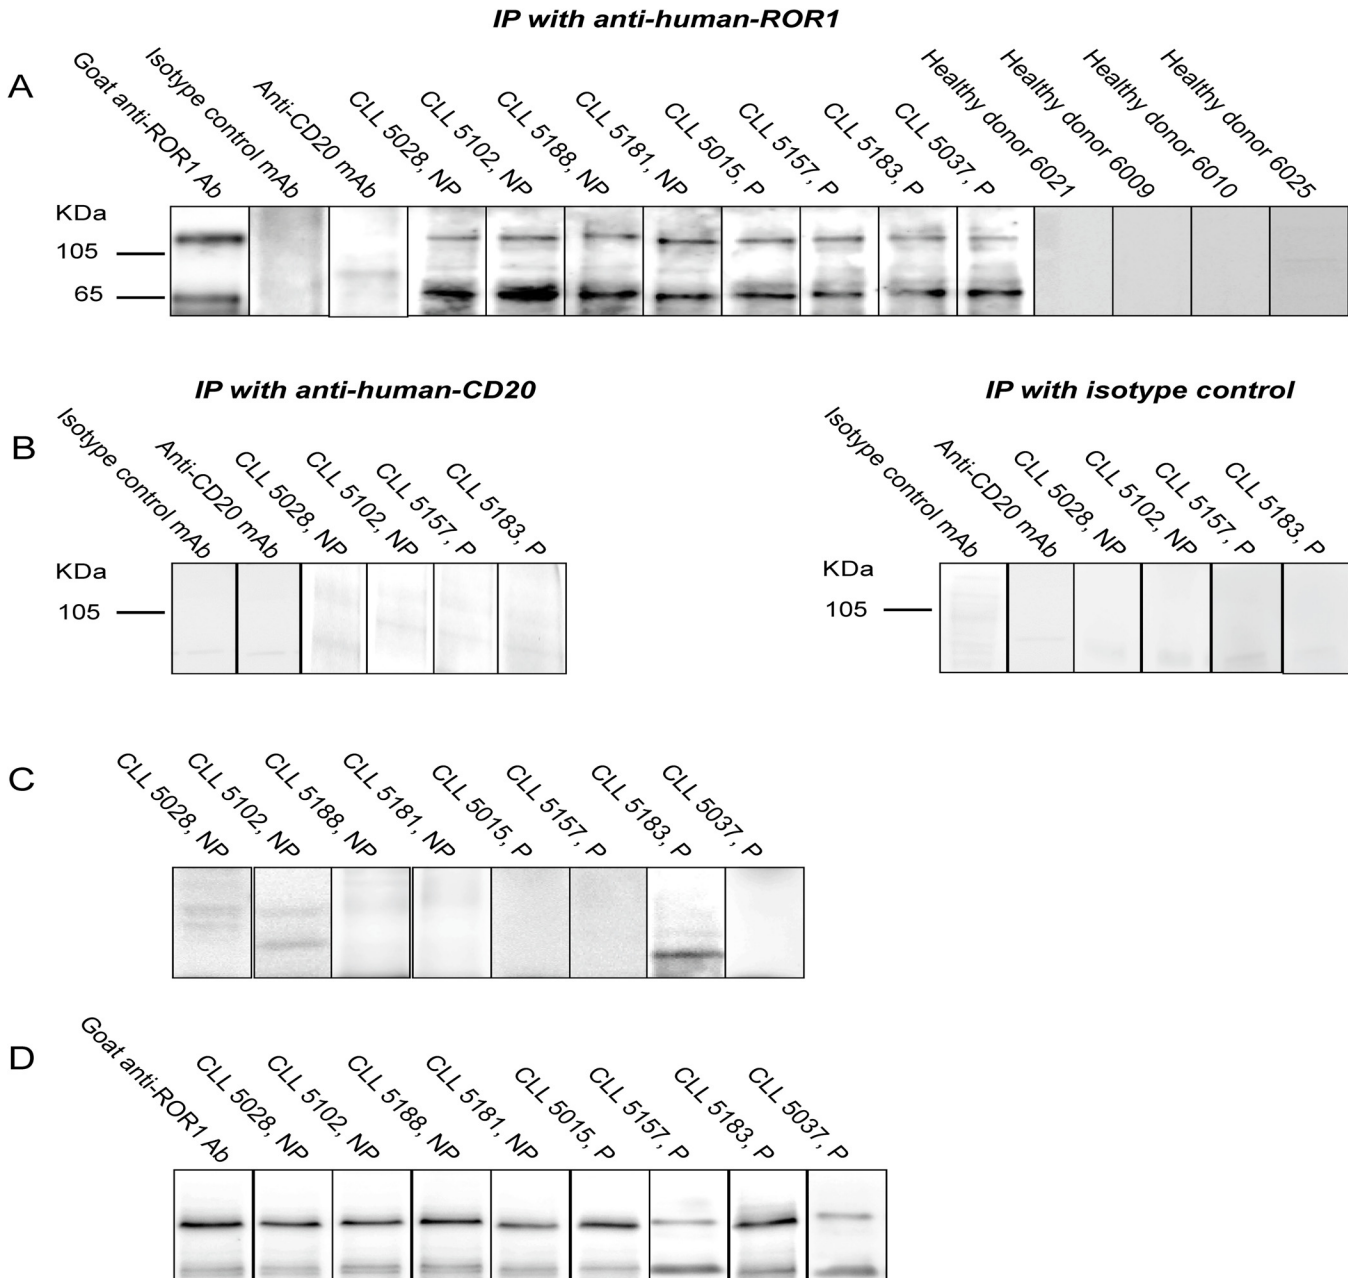 IP with anti-human-ROR1
A
Goat anti-ROR1 Ab
Isotype control mAb
Anti-CD20 mAb
CLL 5028, NP
CLL 5102, NP
CLL 5188, NP
CLL 5181, NP
CLL 5015, P
CLL 5157, P
CLL 5183, P
CLL 5037, P
Healthy donor 6021
Healthy donor 6009
Healthy donor 6010
Healthy donor 6025
KDa
105
65
IP with anti-human-CD20
B
Isotype control mAb
Anti-CD20 mAb
CLL 5028, NP
CLL 5102, NP
CLL 5157, P
CLL 5183, P
KDa
105
IP with isotype control
Isotype control mAb
Anti-CD20 mAb
CLL 5028, NP
CLL 5102, NP
CLL 5157, P
CLL 5183, P
KDa
105
C
CLL 5028, NP
CLL 5102, NP
CLL 5188, NP
CLL 5181, NP
CLL 5015, P
CLL 5157, P
CLL 5183, P
CLL 5037, P
D
Goat anti-ROR1 Ab
CLL 5028, NP
CLL 5102, NP
CLL 5188, NP
CLL 5181, NP
CLL 5015, P
CLL 5157, P
CLL 5183, P
CLL 5037, P